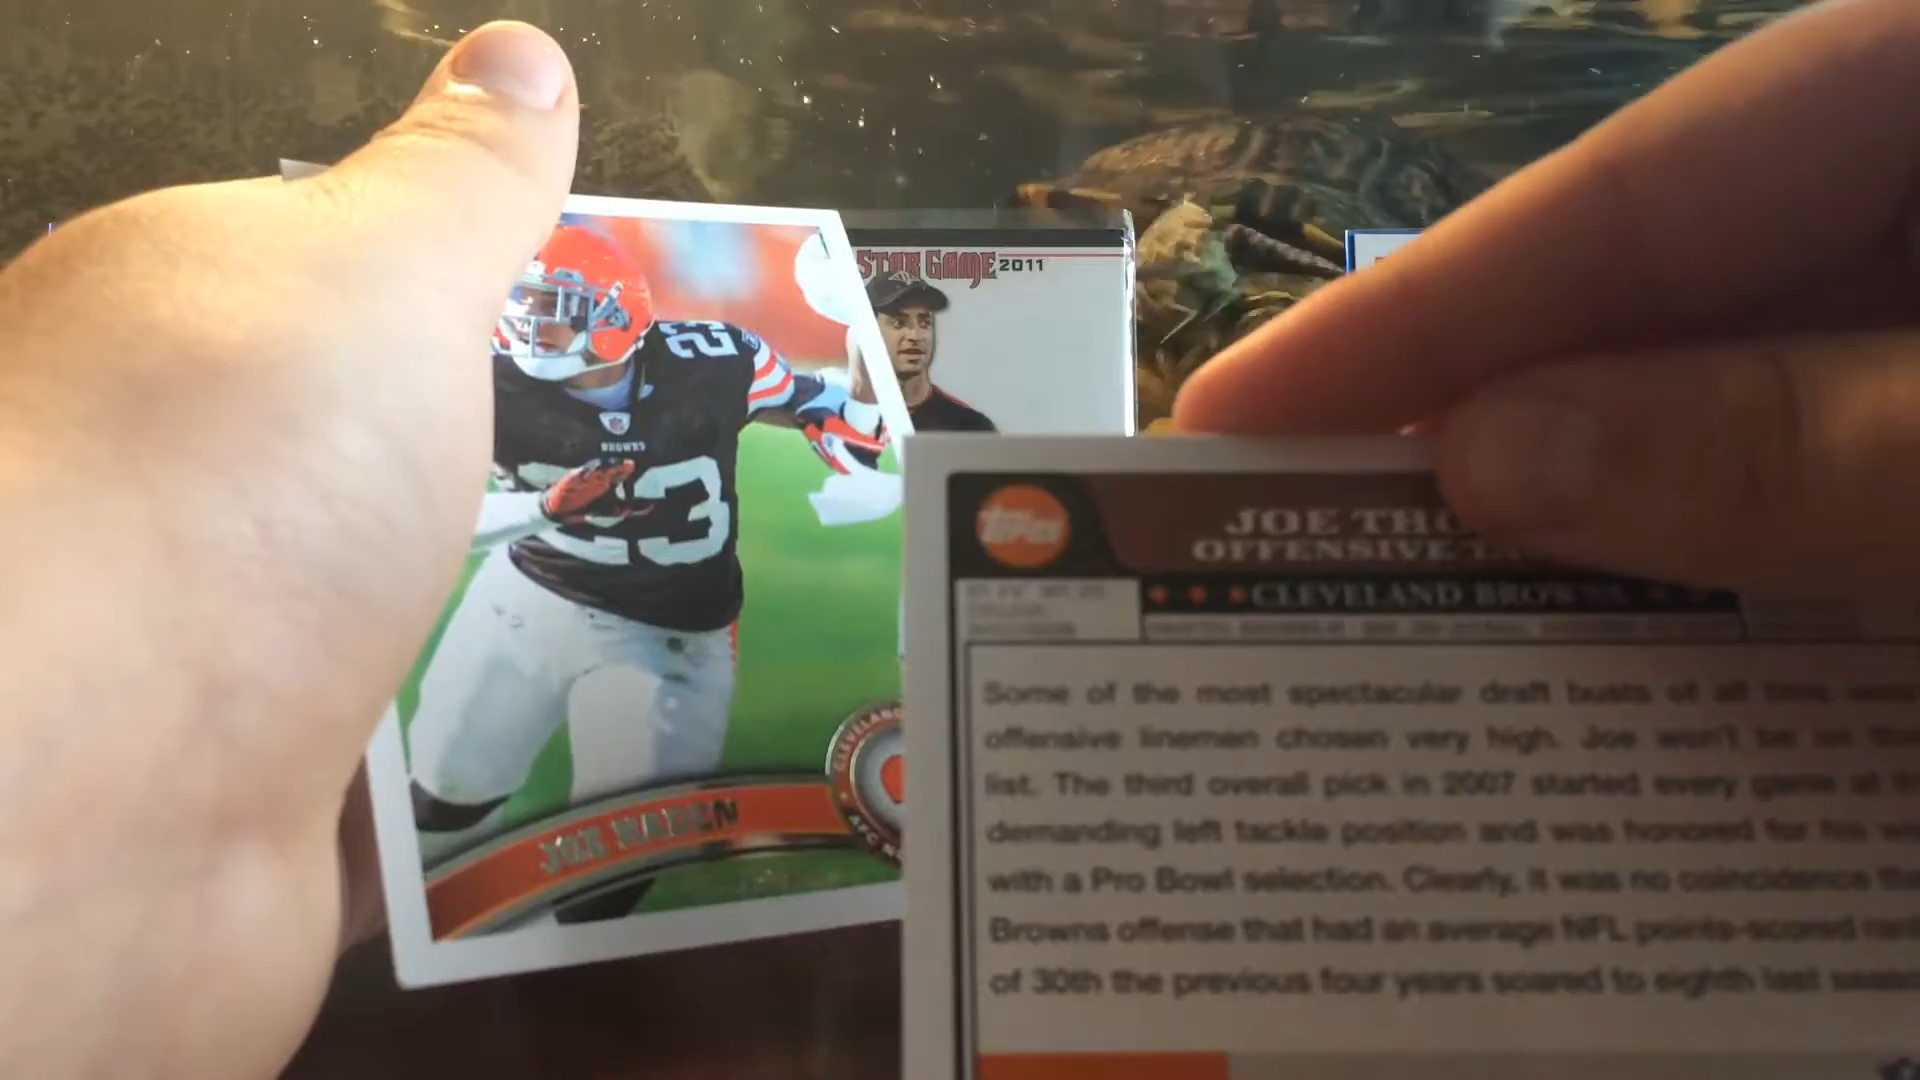 STAR GAME 2011
23
BROWNS
23
CLEVELAND
JOE HADEN
Topps
JOE THO
OFFENSIVE
CLEVELAND BROWNS
Some of the most spectacular draft busts of all time were
offensive linemen chosen very high. Joe won't be on
list. The third overall pick in 2007 started every game at
demanding left tackle position and was honored for his
with a Pro Bowl selection. Clearly, it was no coincidence
Browns offense that had an average NFL points-scored
of 30th the previous four years soared to eighth last